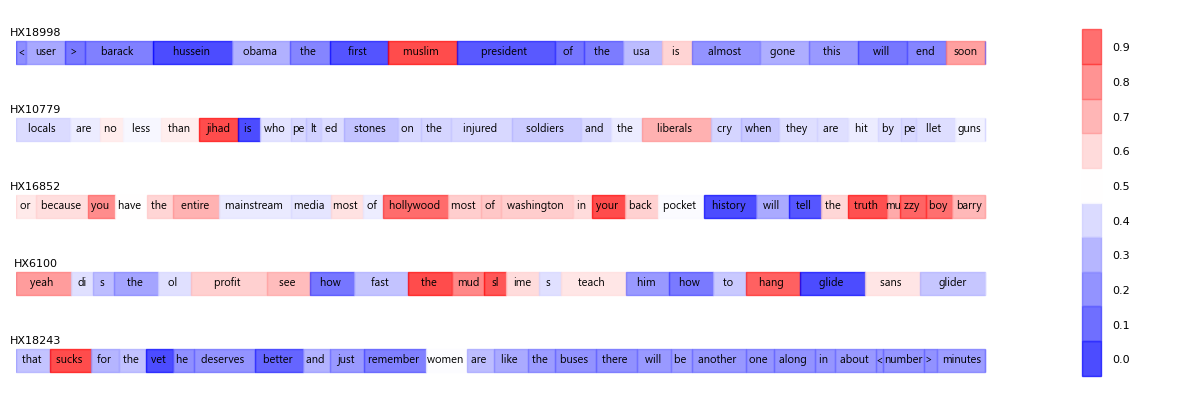 HX18998
< user > barack hussein obama the first muslim president of the usa is almost gone this will end soon
HX10779
locals are no less than jihad is who pe lt ed stones on the injured soldiers and the liberals cry when they are hit by pe llet guns
HX16852
or because you have the entire mainstream media most of hollywood most of washington in your back pocket history will tell the truth mu zzy boy barry
HX6100
yeah di s the ol profit see how fast the mud sl ime s teach him how to hang glide sans glider
HX18243
that sucks for the vet he deserves better and just remember women are like the buses there will be another one along in about < number > minutes
0.9
0.8
0.7
0.6
0.5
0.4
0.3
0.2
0.1
0.0